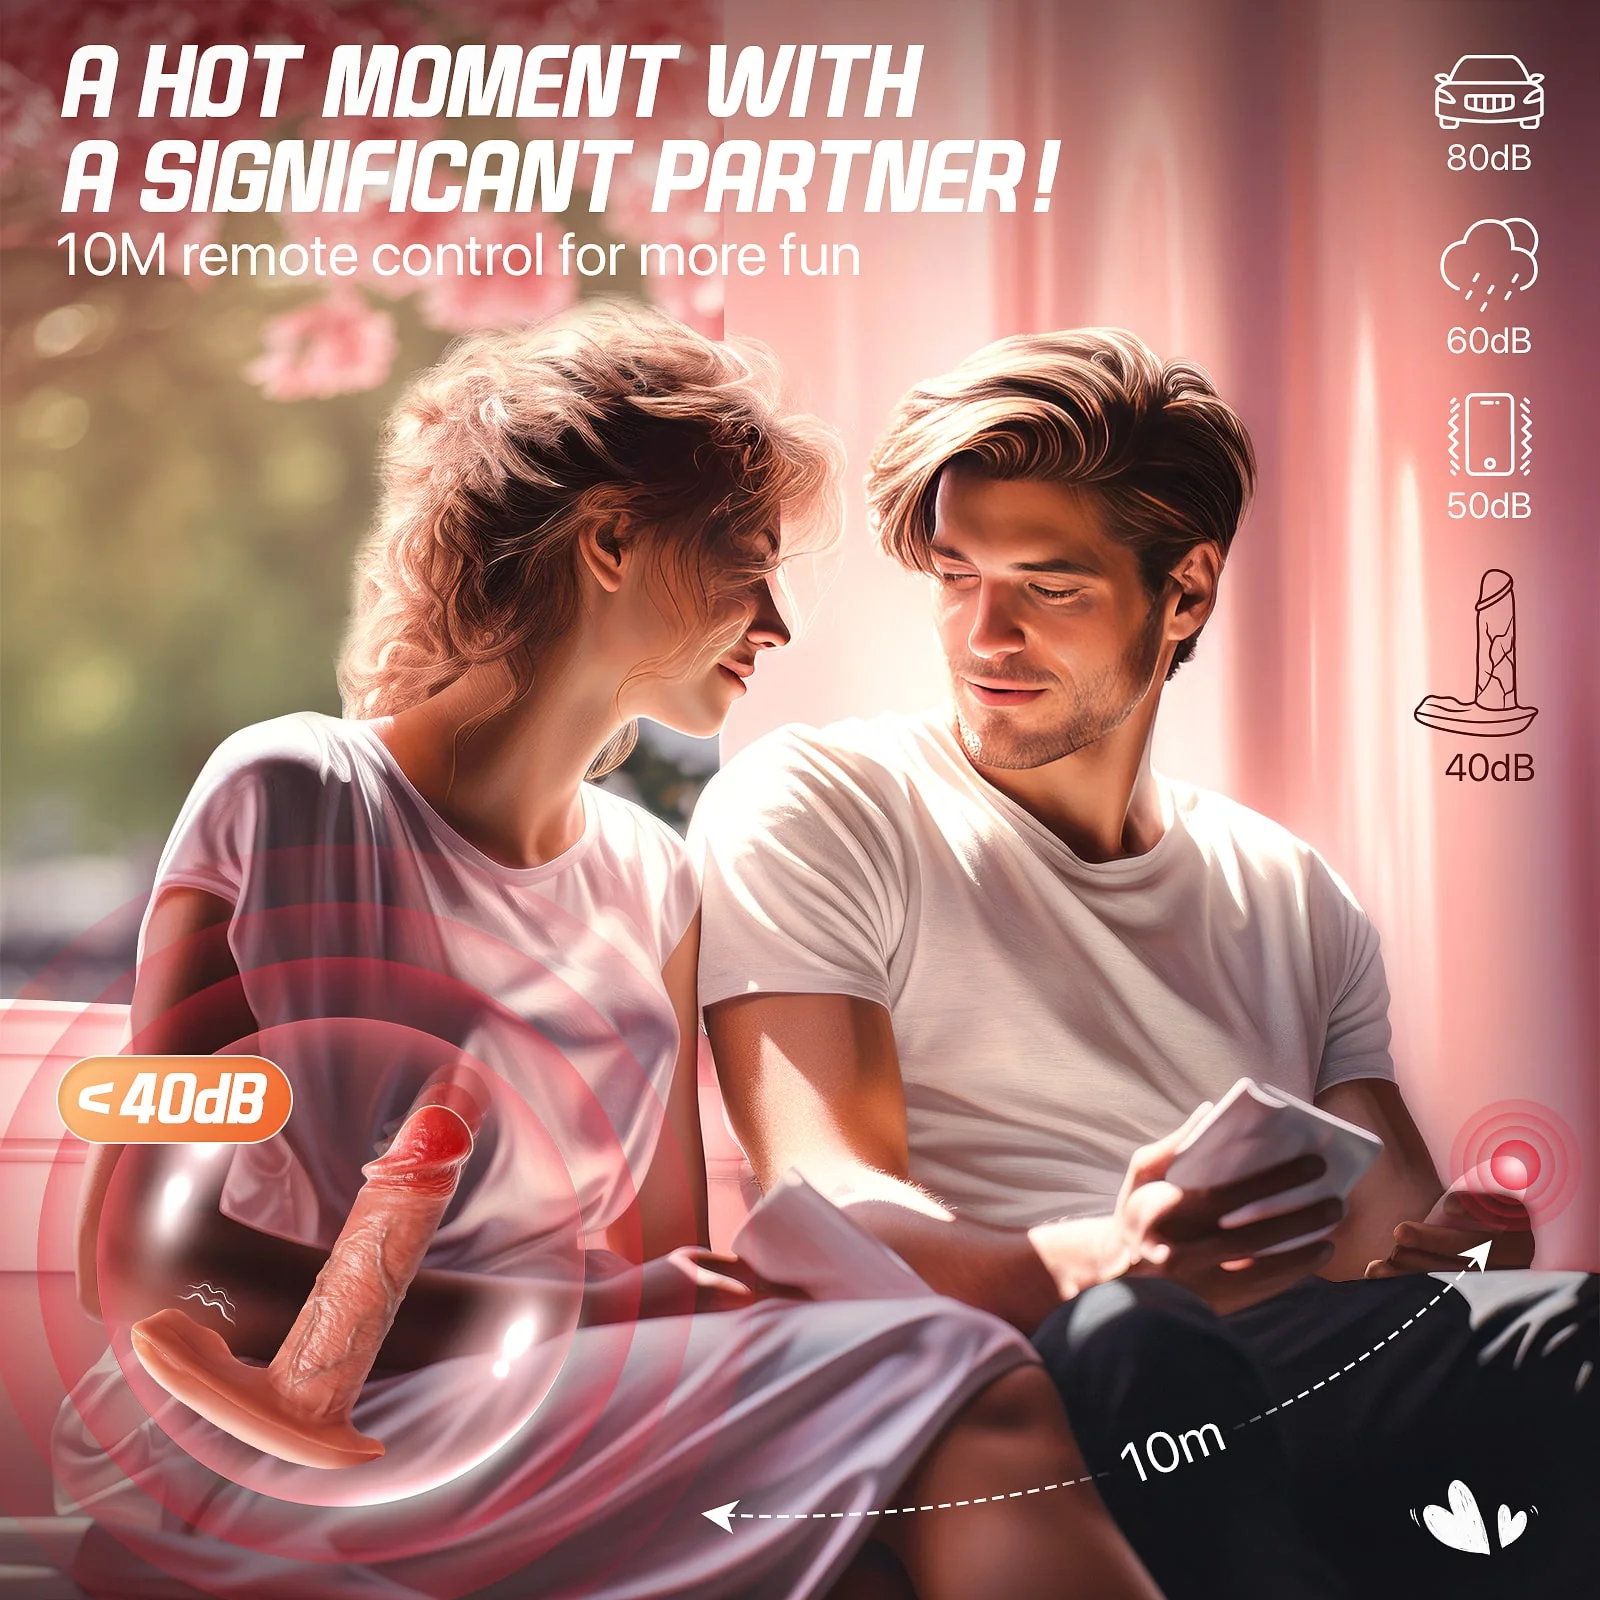 A HOT MOMENT WITH
A SIGNIFICANT PARTNER!
10M remote control for more fun
80dB
60dB
50dB
40dB
<40dB
10m